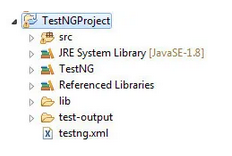 TestNGProject
src
JRE System Library [JavaSE-1.8]
TestNG
Referenced Libraries
lib
test-output
testng.xml